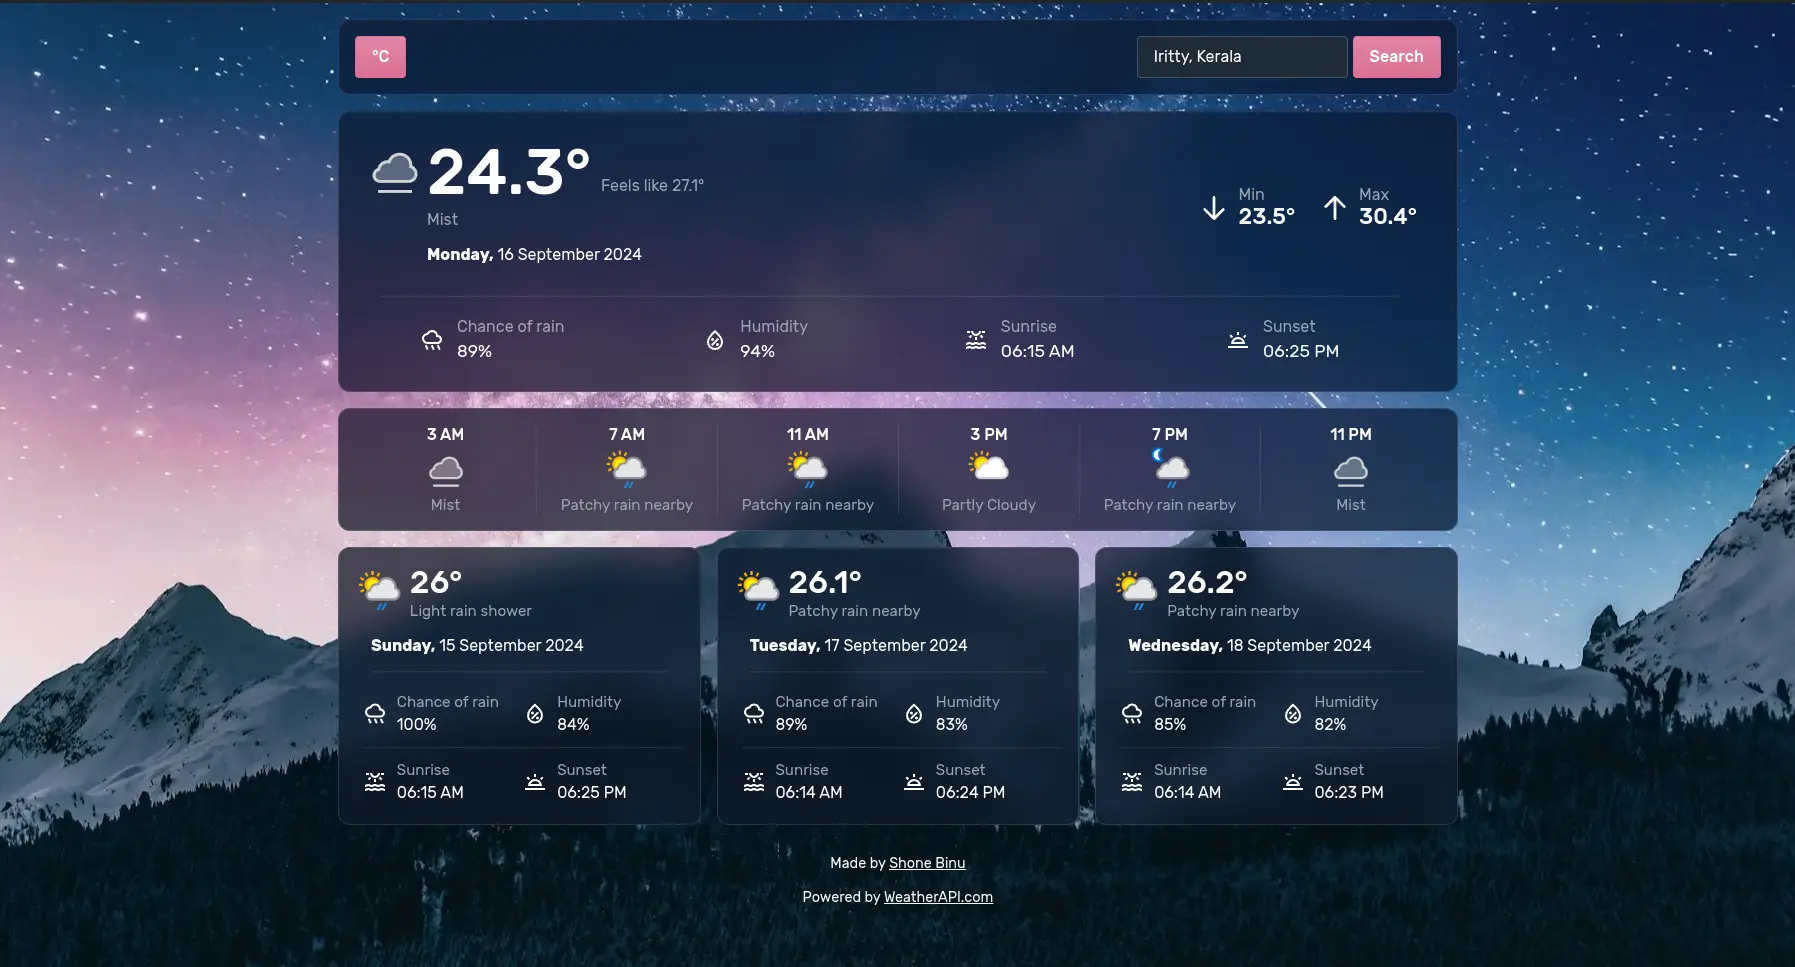 °C
Iritty, Kerala
Search
24.3°
Feels like 27.1°
Mist
Monday, 16 September 2024
Min
23.5°
Max
30.4°
Chance of rain
89%
Humidity
94%
Sunrise
06:15 AM
Sunset
06:25 PM
3 AM
Mist
7 AM
Patchy rain nearby
11 AM
Patchy rain nearby
3 PM
Partly Cloudy
7 PM
Patchy rain nearby
11 PM
Mist
26°
Light rain shower
Sunday, 15 September 2024
Chance of rain
100%
Humidity
84%
Sunrise
06:15 AM
Sunset
06:25 PM
26.1°
Patchy rain nearby
Tuesday, 17 September 2024
Chance of rain
89%
Humidity
83%
Sunrise
06:14 AM
Sunset
06:24 PM
26.2°
Patchy rain nearby
Wednesday, 18 September 2024
Chance of rain
85%
Humidity
82%
Sunrise
06:14 AM
Sunset
06:23 PM
Made by Shone Binu
Powered by WeatherAPI.com